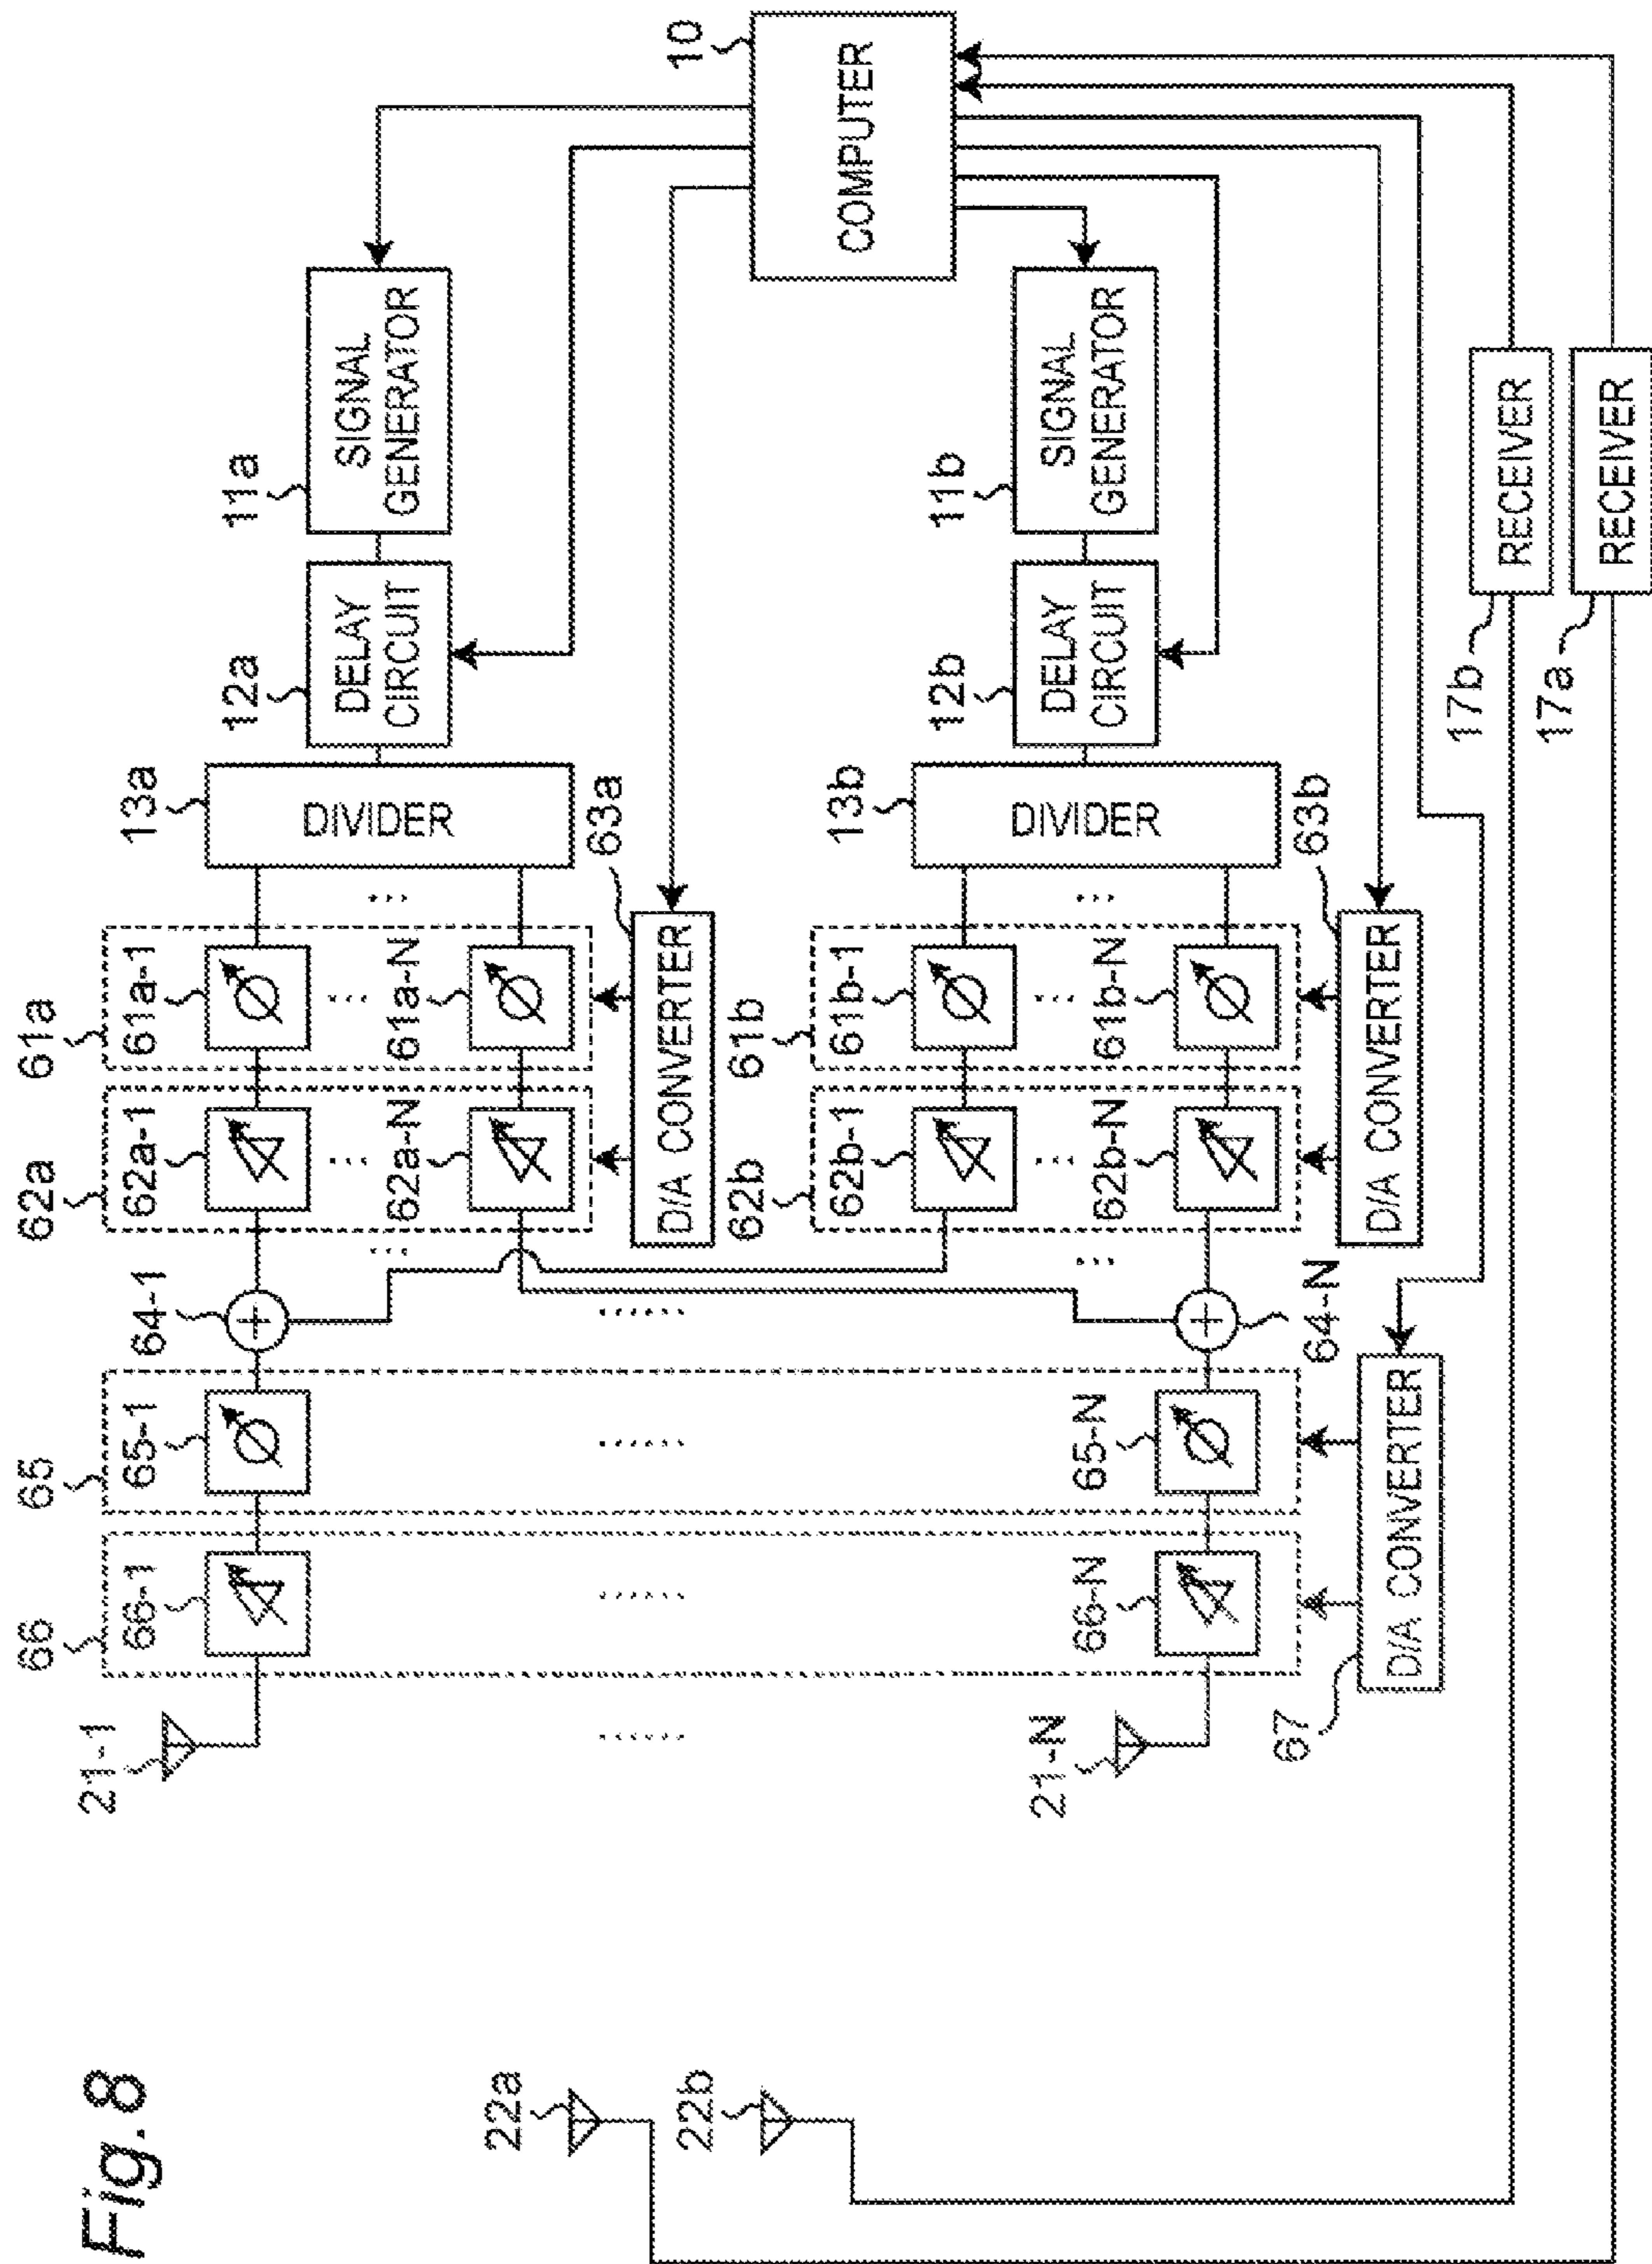 Fig. 8
66
66-1
65
65-1
64-1
62a
62a-1
61a
61a-1
13a
12a
11a
10
21-1
62a-N
61a-N
DIVIDER
DELAY
CIRCUIT
SIGNAL
GENERATOR
63a
D/A CONVERTER
COMPUTER
22a
22b
62b
62b-1
61b
61b-1
13b
12b
11b
21-N
66-N
65-N
64-N
62b-N
61b-N
DIVIDER
DELAY
CIRCUIT
SIGNAL
GENERATOR
63b
D/A CONVERTER
67
D/A CONVERTER
17b
RECEIVER
17a
RECEIVER